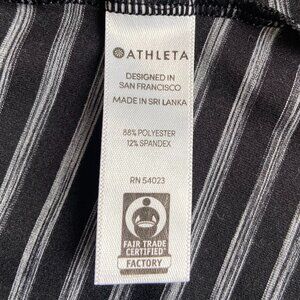 ATHLETA
DESIGNED IN
SAN FRANCISCO
MADE IN SRI LANKA
88% POLYESTER
12% SPANDEX
RN 54023
FAIR TRADE
CERTIFIED
FACTORY